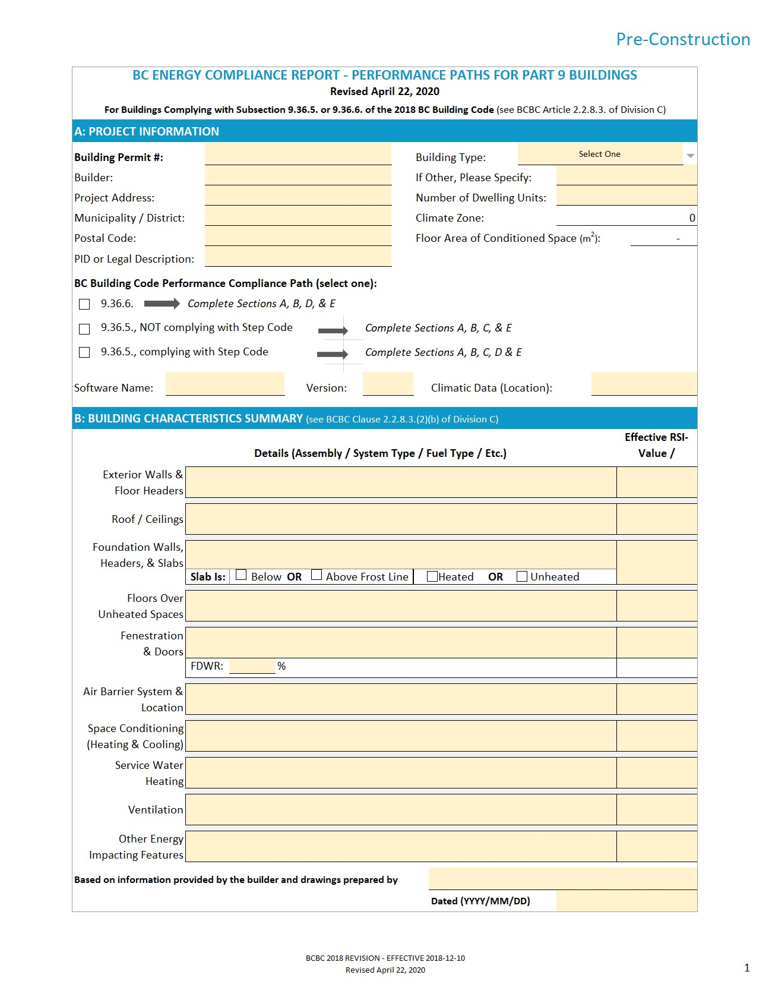 Pre-Construction
BC ENERGY COMPLIANCE REPORT - PERFORMANCE PATHS FOR PART 9 BUILDINGS
Revised April 22, 2020
For Buildings Complying with Subsection 9.36.5. or 9.36.6. of the 2018 BC Building Code (see BCBC Article 2.2.8.3. of Division C)
A: PROJECT INFORMATION
Building Permit #: Building Type: Select One
Builder: If Other, Please Specify:
Project Address: Number of Dwelling Units:
Municipality / District: Climate Zone: 0
Postal Code: Floor Area of Conditioned Space (m²): -
PID or Legal Description:
BC Building Code Performance Compliance Path (select one):
9.36.6. Complete Sections A, B, D, & E
9.36.5., NOT complying with Step Code Complete Sections A, B, C, & E
9.36.5., complying with Step Code Complete Sections A, B, C, D & E
Software Name: Version: Climatic Data (Location):
B: BUILDING CHARACTERISTICS SUMMARY (see BCBC Clause 2.2.8.3.(2)(b) of Division C)
Effective RSI-
Details (Assembly / System Type / Fuel Type / Etc.) Value /
Exterior Walls &
Floor Headers
Roof / Ceilings
Foundation Walls,
Headers, & Slabs
Slab Is: Below OR Above Frost Line Heated OR Unheated
Floors Over
Unheated Spaces
Fenestration
& Doors
FDWR: %
Air Barrier System &
Location
Space Conditioning
(Heating & Cooling)
Service Water
Heating
Ventilation
Other Energy
Impacting Features
Based on information provided by the builder and drawings prepared by
Dated (YYYY/MM/DD)
BCBC 2018 REVISION - EFFECTIVE 2018-12-10
Revised April 22, 2020
1